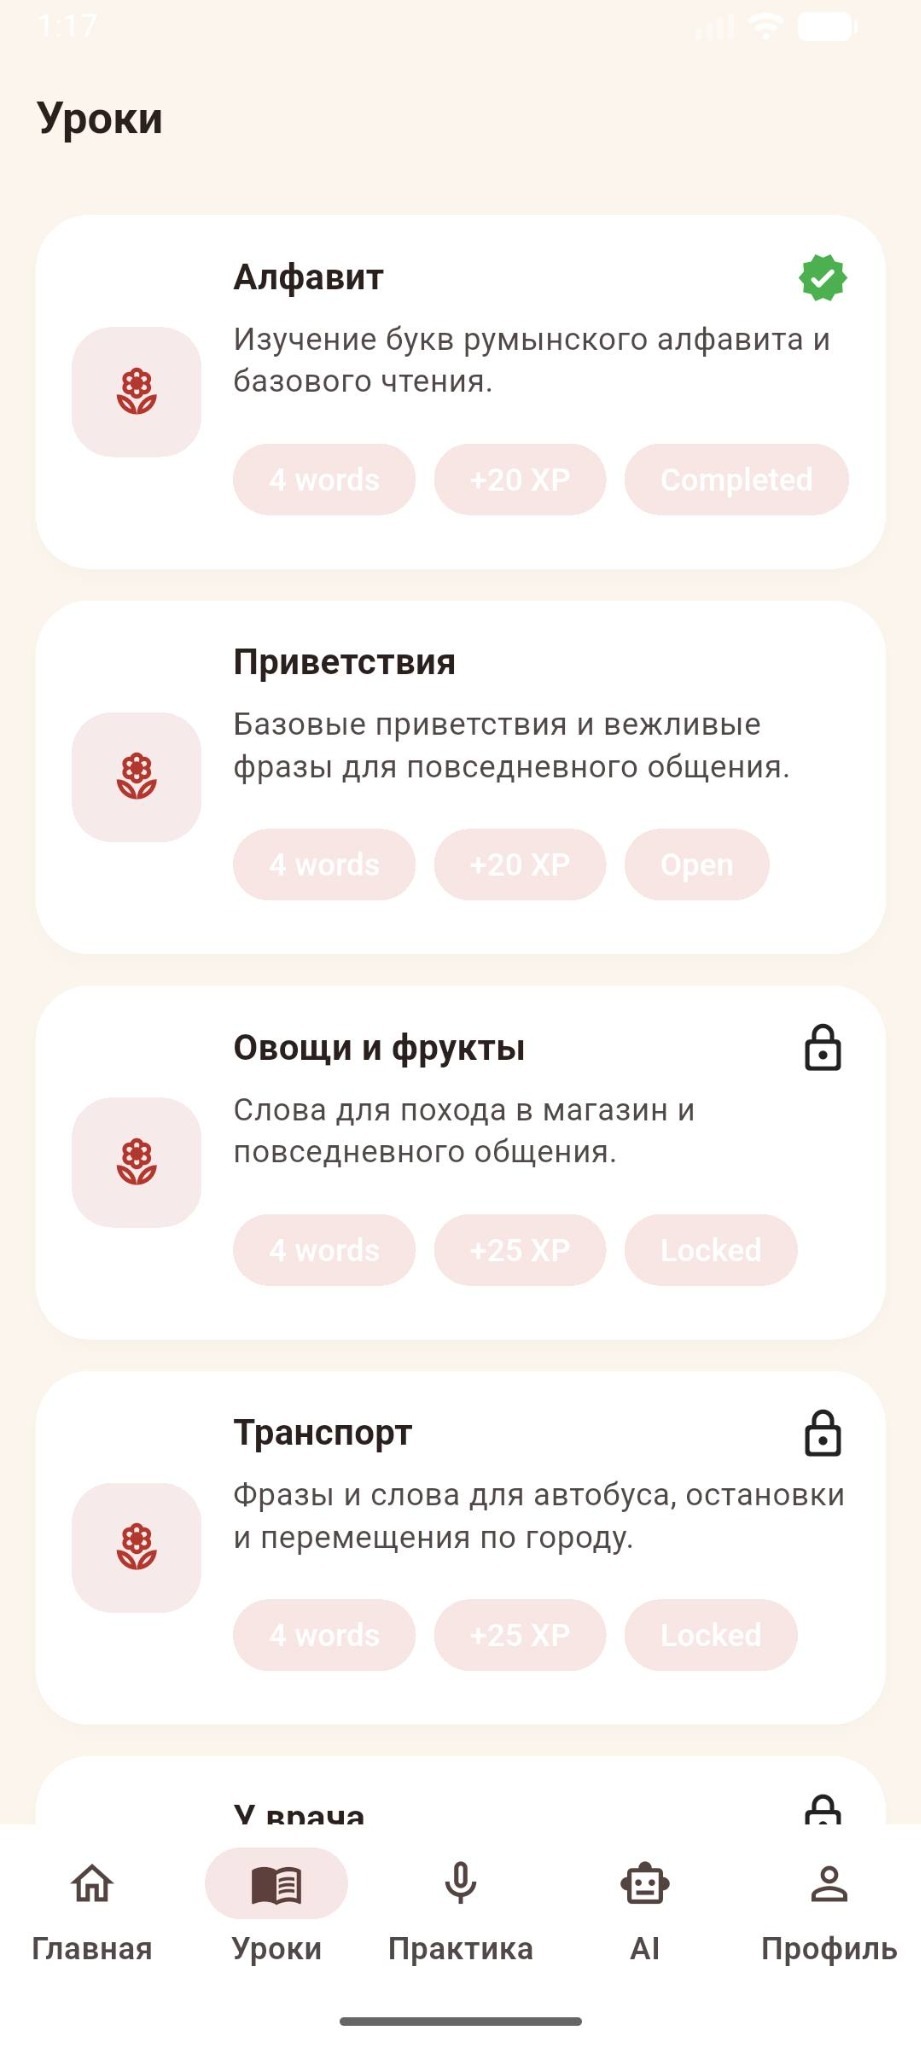 1:17
Уроки
Алфавит
Изучение букв румынского алфавита и
базового чтения.
4 words +20 XP Completed
Приветствия
Базовые приветствия и вежливые
фразы для повседневного общения.
4 words +20 XP Open
Овощи и фрукты
Слова для похода в магазин и
повседневного общения.
4 words +25 XP Locked
Транспорт
Фразы и слова для автобуса, остановки
и перемещения по городу.
4 words +25 XP Locked
У врача
Главная Уроки Практика AI Профиль